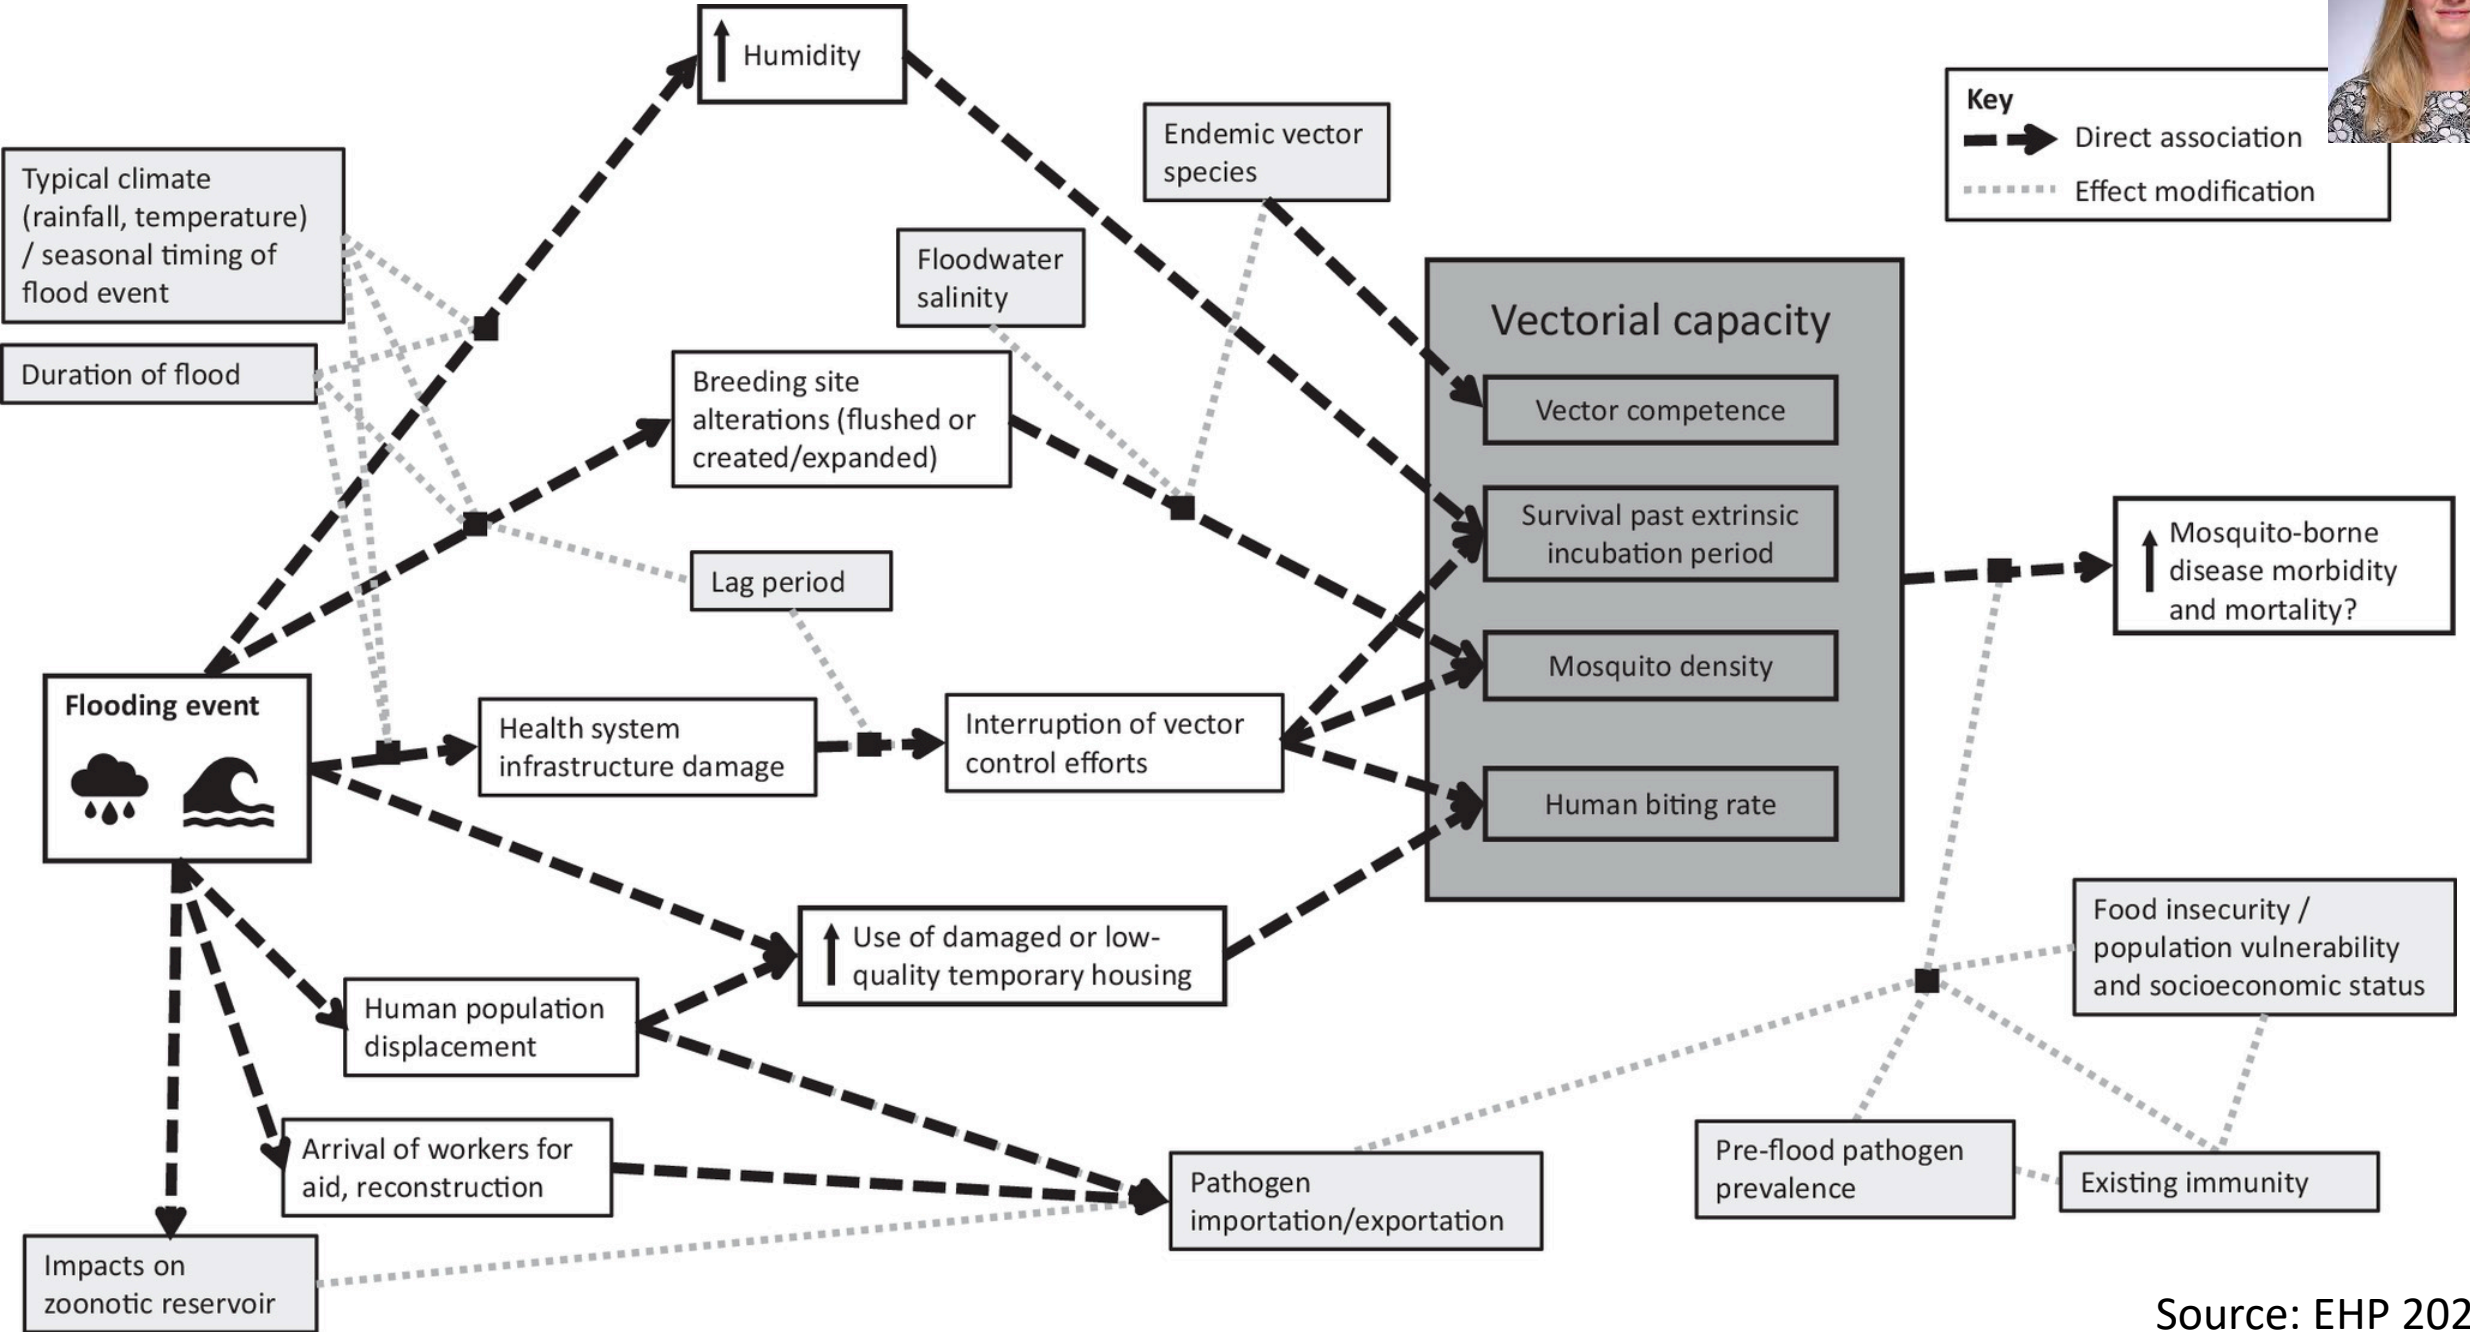 Humidity
Key
Direct association
Effect modification
Endemic vector
species
Typical climate
(rainfall, temperature)
/ seasonal timing of
flood event
Floodwater
salinity
Duration of flood
Breeding site
alterations (flushed or
created/expanded)
Lag period
Vectorial capacity
Vector competence
Survival past extrinsic
incubation period
Mosquito density
Human biting rate
Mosquito-borne
disease morbidity
and mortality?
Flooding event
Health system
infrastructure damage
Interruption of vector
control efforts
Use of damaged or low-
quality temporary housing
Human population
displacement
Arrival of workers for
aid, reconstruction
Impacts on
zoonotic reservoir
Pathogen
importation/exportation
Food insecurity /
population vulnerability
and socioeconomic status
Pre-flood pathogen
prevalence
Existing immunity
Source: EHP 202